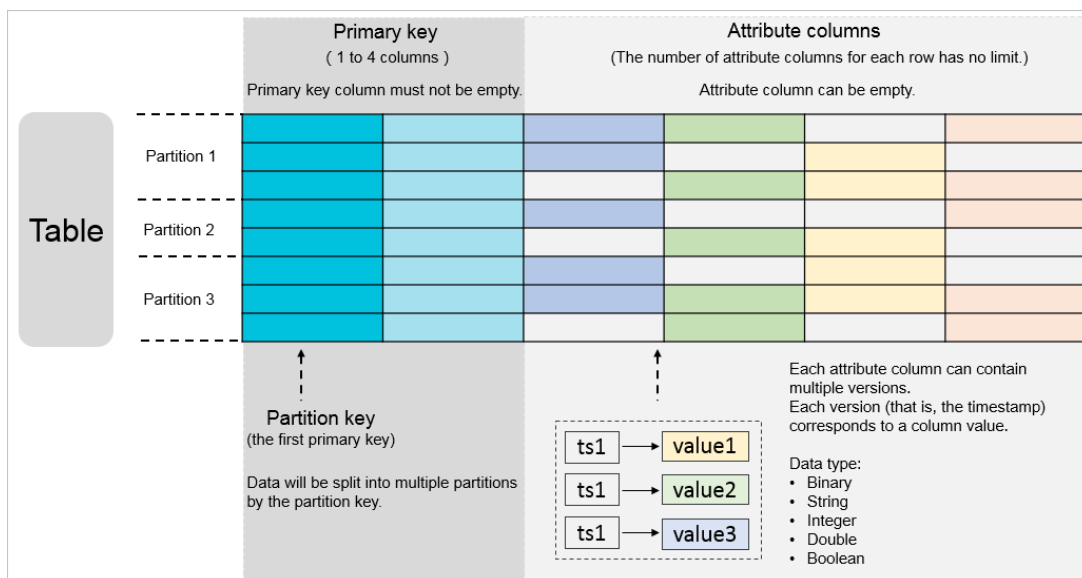 Primary key
( 1 to 4 columns )
Primary key column must not be empty.
Attribute columns
(The number of attribute columns for each row has no limit.)
Attribute column can be empty.
Table
Partition 1
Partition 2
Partition 3
Partition key
(the first primary key)
Data will be split into multiple partitions
by the partition key.
ts1
value1
ts1
value2
ts1
value3
Each attribute column can contain
multiple versions.
Each version (that is, the timestamp)
corresponds to a column value.
Data type:
• Binary
• String
• Integer
• Double
• Boolean